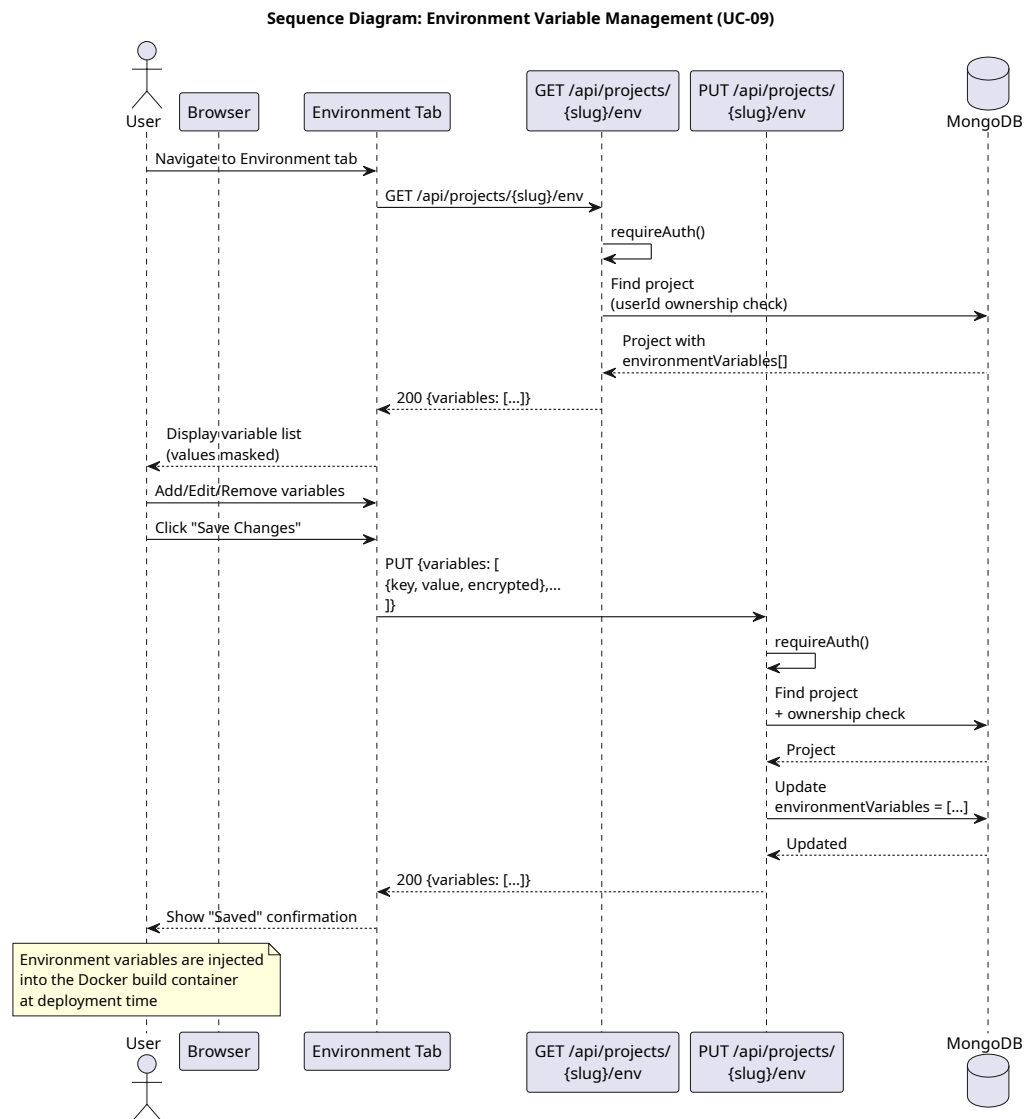 Sequence Diagram: Environment Variable Management (UC-09)
User
Browser
Environment Tab
GET /api/projects/
{slug}/env
PUT /api/projects/
{slug}/env
MongoDB
Navigate to Environment tab
GET /api/projects/{slug}/env
requireAuth()
Find project
(userId ownership check)
Project with
environmentVariables[]
200 {variables: [...]}
Display variable list
(values masked)
Add/Edit/Remove variables
Click "Save Changes"
PUT {variables: [
{key, value, encrypted},...
]}
requireAuth()
Find project
+ ownership check
Project
Update
environmentVariables = [...]
Updated
200 {variables: [...]}
Show "Saved" confirmation
Environment variables are injected
into the Docker build container
at deployment time
User
Browser
Environment Tab
GET /api/projects/
{slug}/env
PUT /api/projects/
{slug}/env
MongoDB